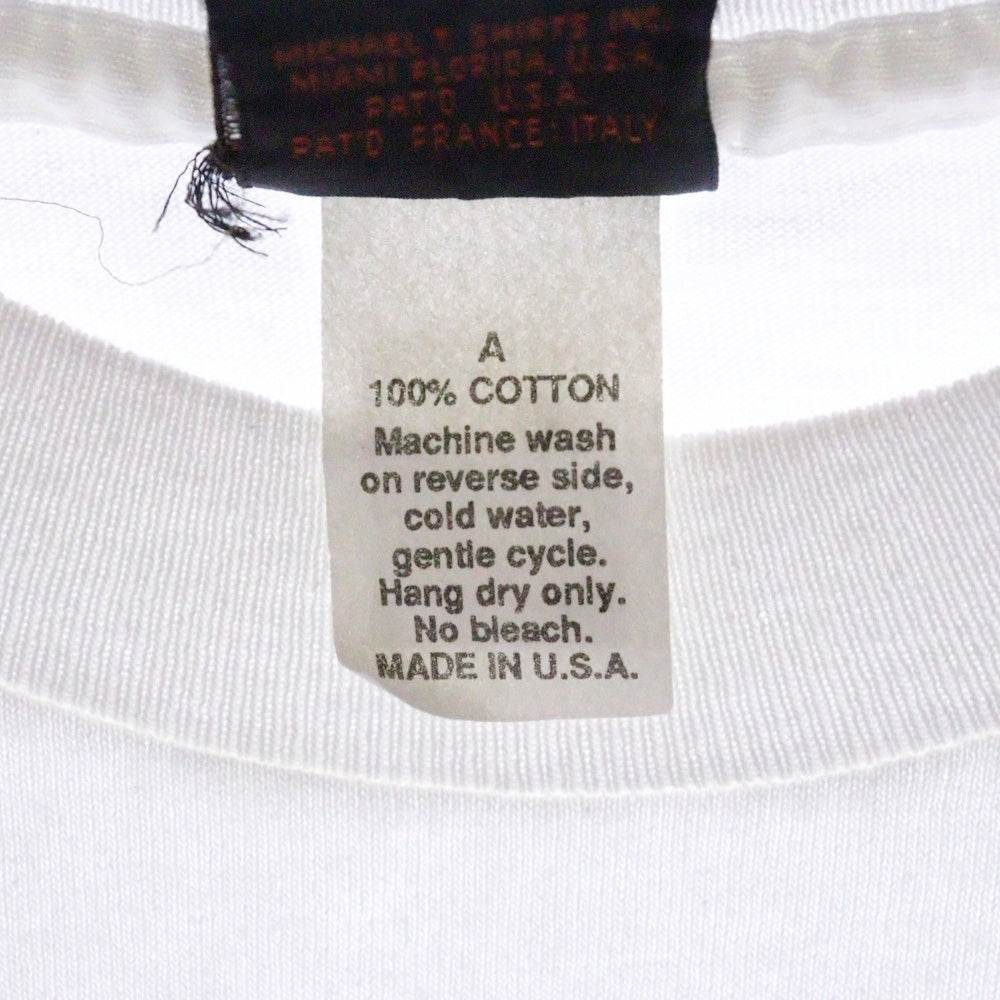 MICHAEL T. SHIRTS INC.
MIAMI FLORIDA, U.S.A.
PAT'D U.S.A.
PAT'D FRANCE ITALY
A
100% COTTON
Machine wash
on reverse side,
cold water,
gentle cycle.
Hang dry only.
No bleach.
MADE IN U.S.A.